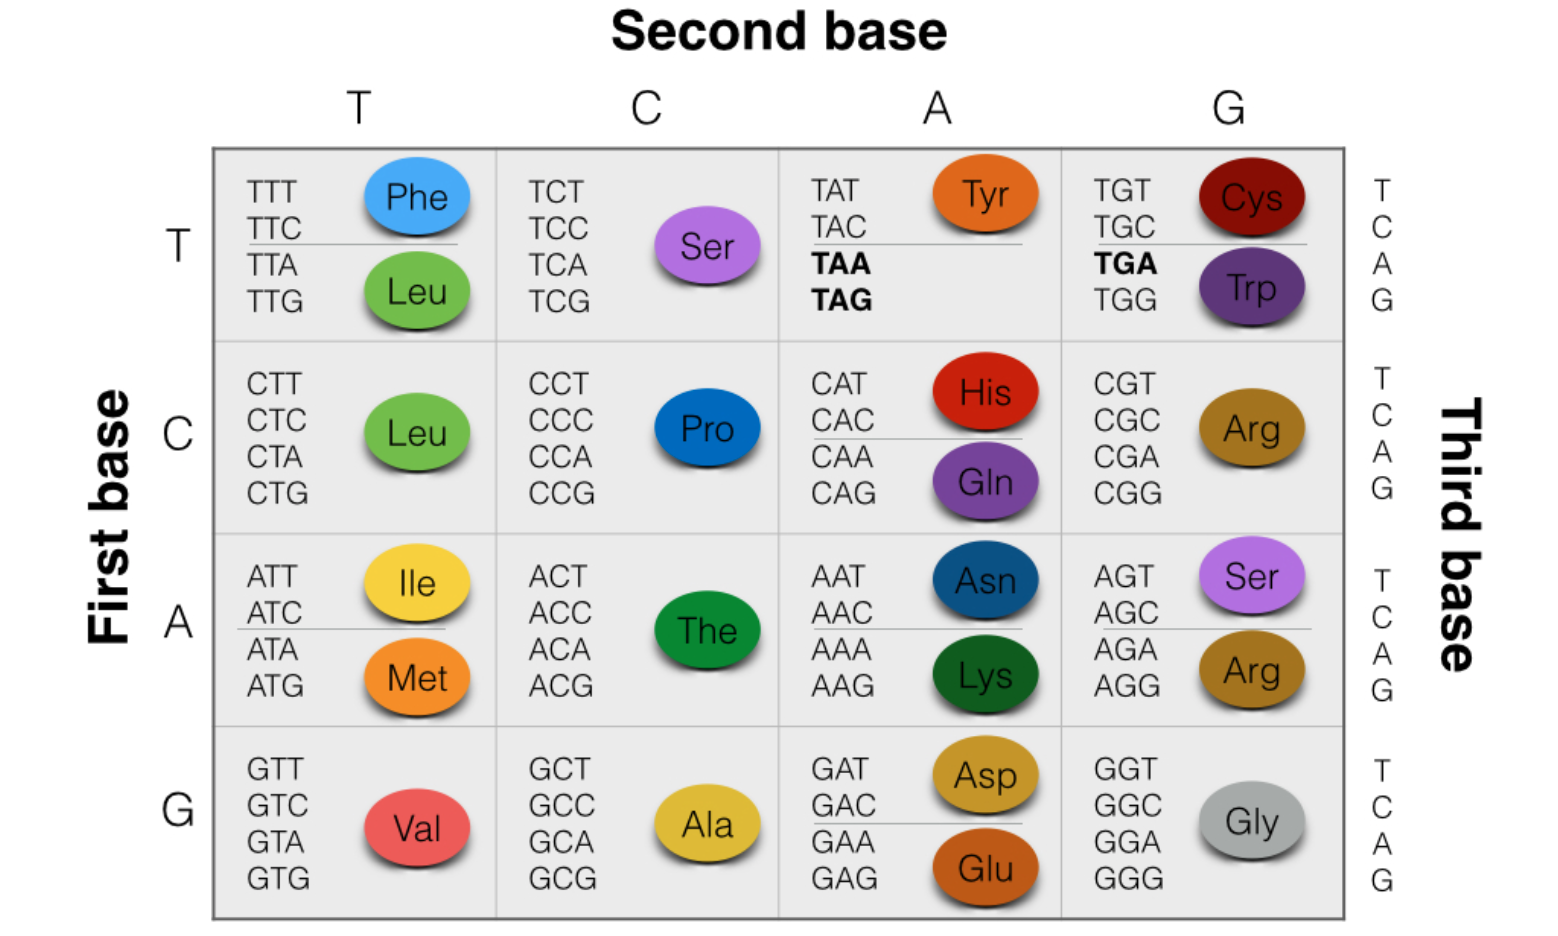 Second base
T C A G
First base
Third base
T
TTT
TTC
TTA
TTG
Phe
Leu
TCT
TCC
TCA
TCG
Ser
TAT
TAC
TAA
TAG
Tyr
TGT
TGC
TGA
TGG
Cys
Trp
T
C
A
G
C
CTT
CTC
CTA
CTG
Leu
CCT
CCC
CCA
CCG
Pro
CAT
CAC
CAA
CAG
His
Gln
CGT
CGC
CGA
CGG
Arg
T
C
A
G
A
ATT
ATC
ATA
ATG
Ile
Met
ACT
ACC
ACA
ACG
The
AAT
AAC
AAA
AAG
Asn
Lys
AGT
AGC
AGA
AGG
Ser
Arg
T
C
A
G
G
GTT
GTC
GTA
GTG
Val
GCT
GCC
GCA
GCG
Ala
GAT
GAC
GAA
GAG
Asp
Glu
GGT
GGC
GGA
GGG
Gly
T
C
A
G